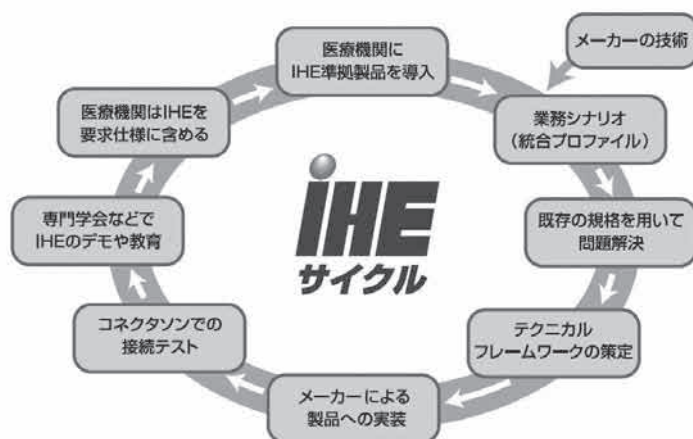 医療機関に
IHE準拠製品を導入
メーカーの技術
業務シナリオ
(統合プロファイル)
既存の規格を用いて
問題解決
テクニカル
フレームワークの策定
メーカーによる
製品への実装
コネクタソンでの
接続テスト
専門学会などで
IHEのデモや教育
医療機関はIHEを
要求仕様に含める
IHE
サイクル